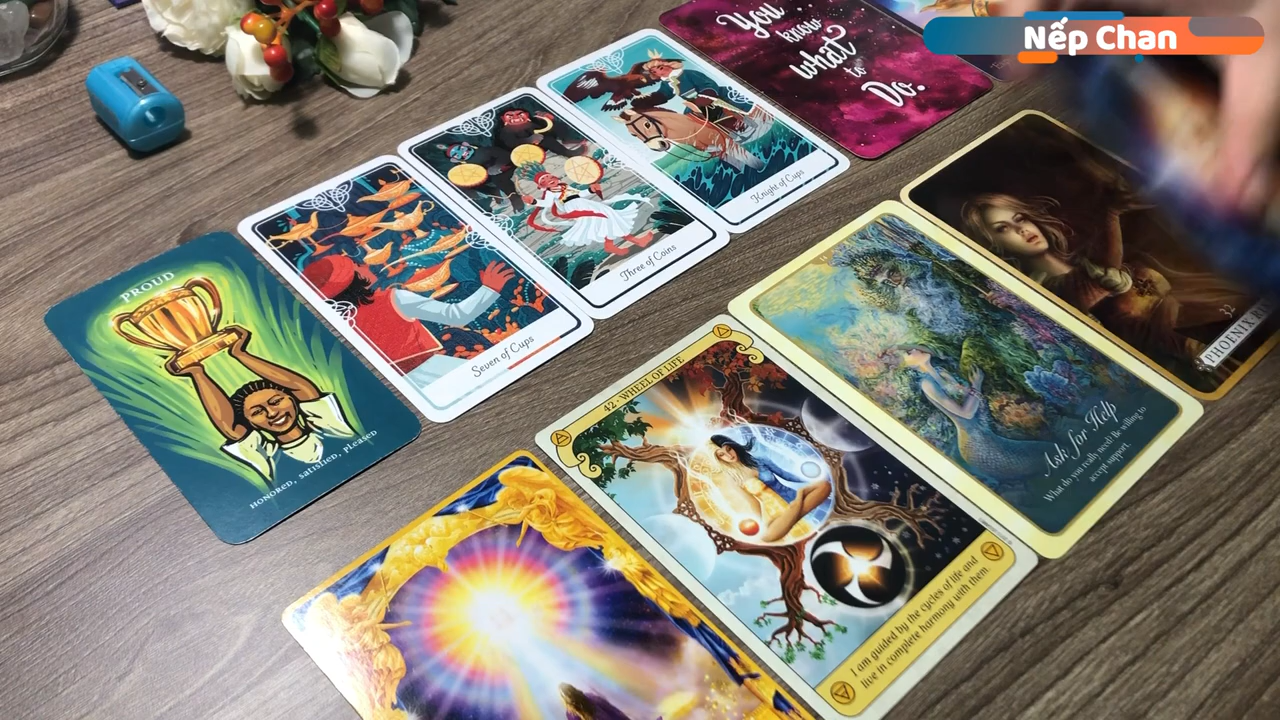 Nếp Chan
You
know
what
to
Do.
Knight of Cups
Three of Coins
Seven of Cups
PROUD
HONORED, SATISFIED, PLEASED
32
Ask for Help
What do you really need? Be willing to
accept support.
42 · WHEEL OF LIFE
I am guided by the cycles of life and
live in complete harmony with them.